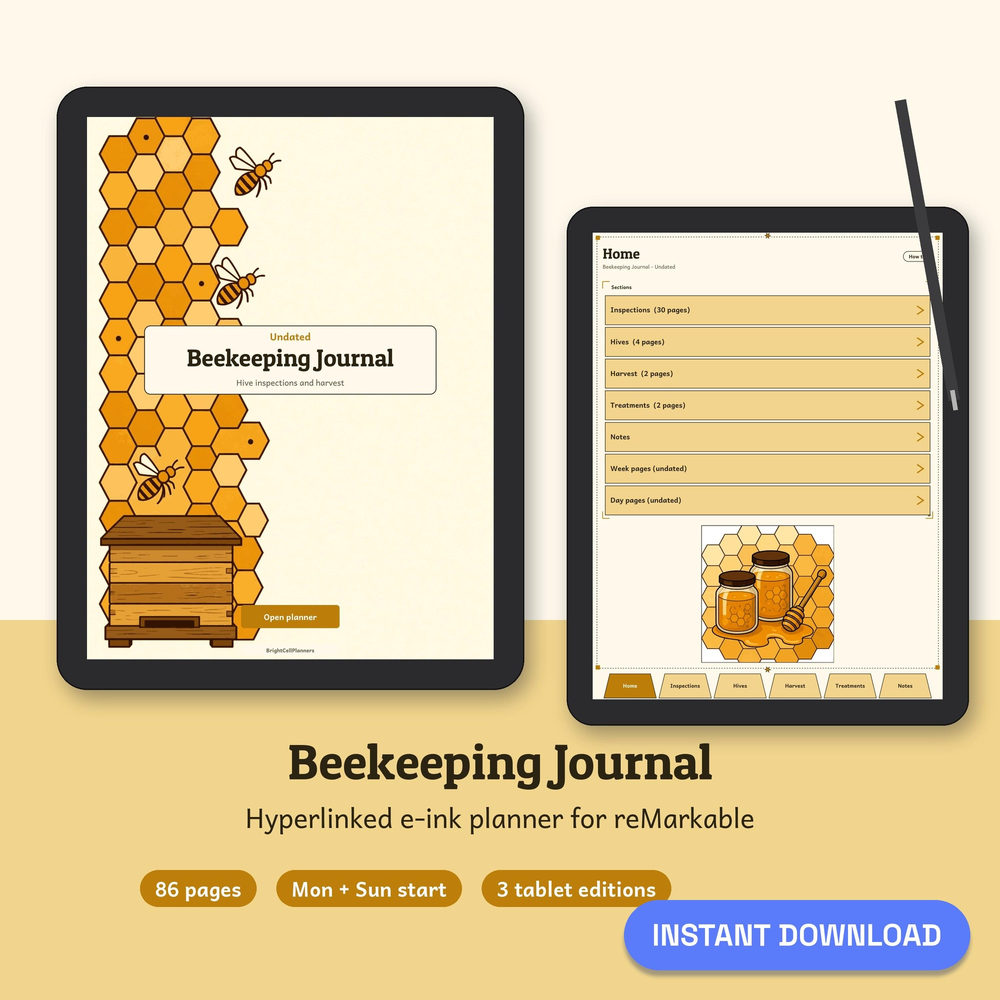 Undated
Beekeeping Journal
Hive inspections and harvest
Open planner
BrightCellPlanners
Home
Beekeeping Journal - Undated
How
Sections
Inspections (30 pages)
Hives (4 pages)
Harvest (2 pages)
Treatments (2 pages)
Notes
Week pages (undated)
Day pages (undated)
Home
Inspections
Hives
Harvest
Treatments
Notes
Beekeeping Journal
Hyperlinked e-ink planner for reMarkable
86 pages
Mon + Sun start
3 tablet editions
INSTANT DOWNLOAD